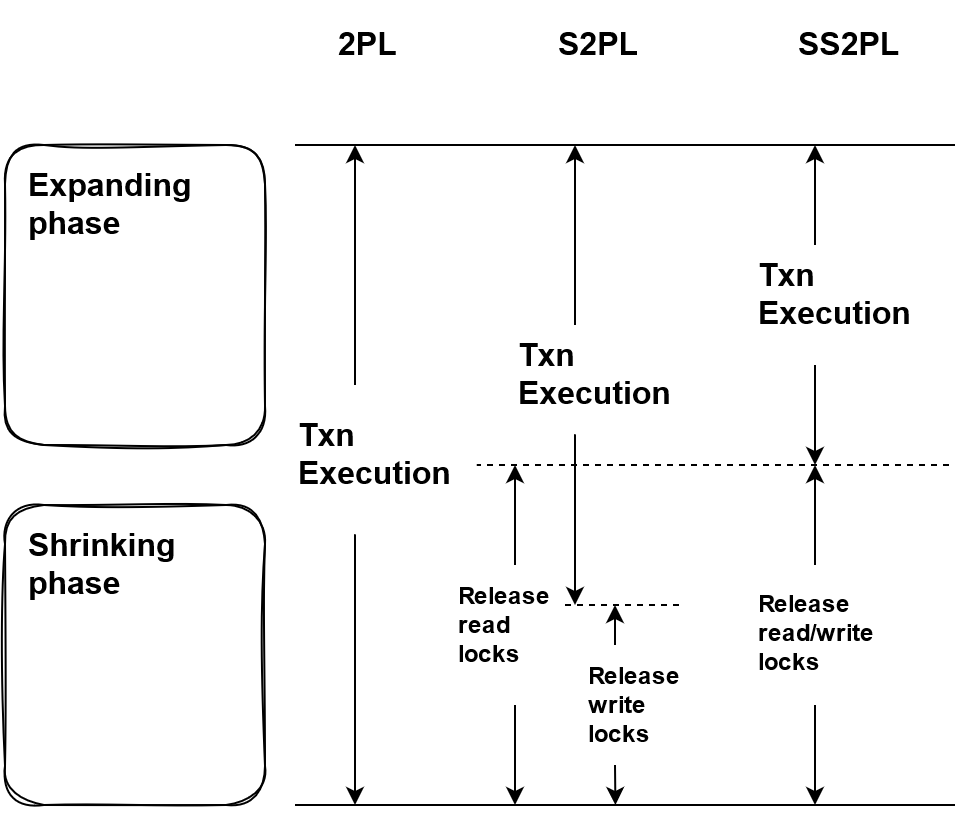 2PL
S2PL
SS2PL
Expanding
phase
Txn
Execution
Txn
Execution
Txn
Execution
Shrinking
phase
Release
read
locks
Release
write
locks
Release
read/write
locks